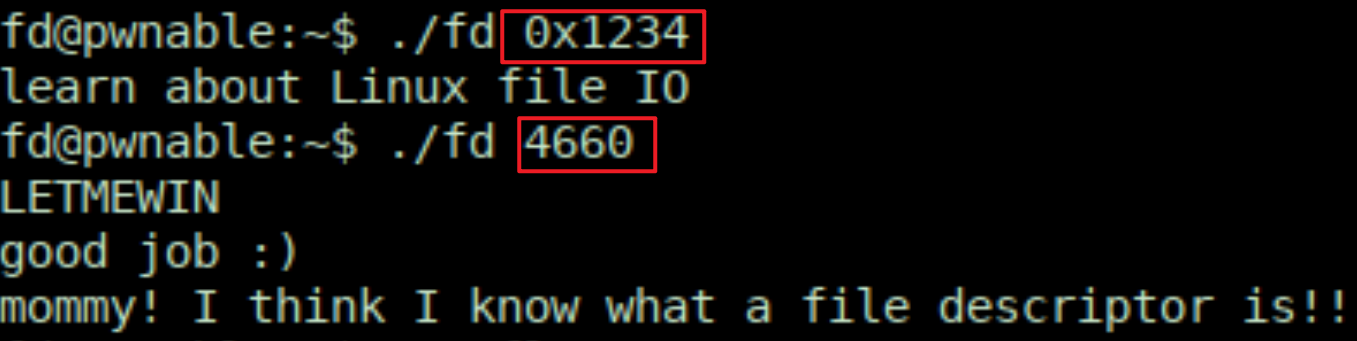 fd@pwnable:~$ ./fd 0x1234
learn about Linux file IO
fd@pwnable:~$ ./fd 4660
LETMEWIN
good job :)
mommy! I think I know what a file descriptor is!!